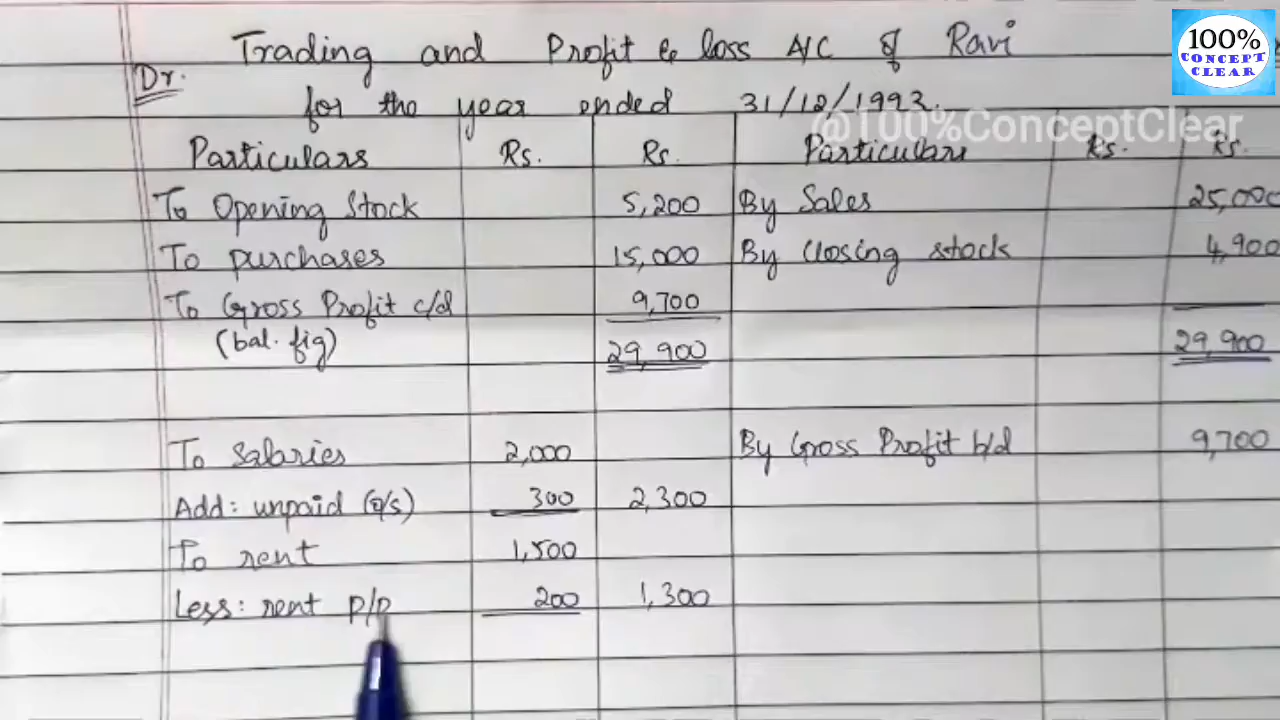 Trading and Profit & loss A/C of Ravi
Dr.
for the year ended 31/12/1992.
100%
CONCEPT
CLEAR
@100%ConceptClear
Particulars Rs. Rs. Particulars Rs. Rs.
To Opening Stock 5,200 By Sales 25,000
To purchases 15,000 By closing stock 4,900
To Gross Profit c/d 9,700
(bal. fig) 29,900 29,900
To salaries 2,000 By Gross Profit b/d 9,700
Add: unpaid (o/s) 300 2,300
To rent 1,500
Less: rent p/p 200 1,300